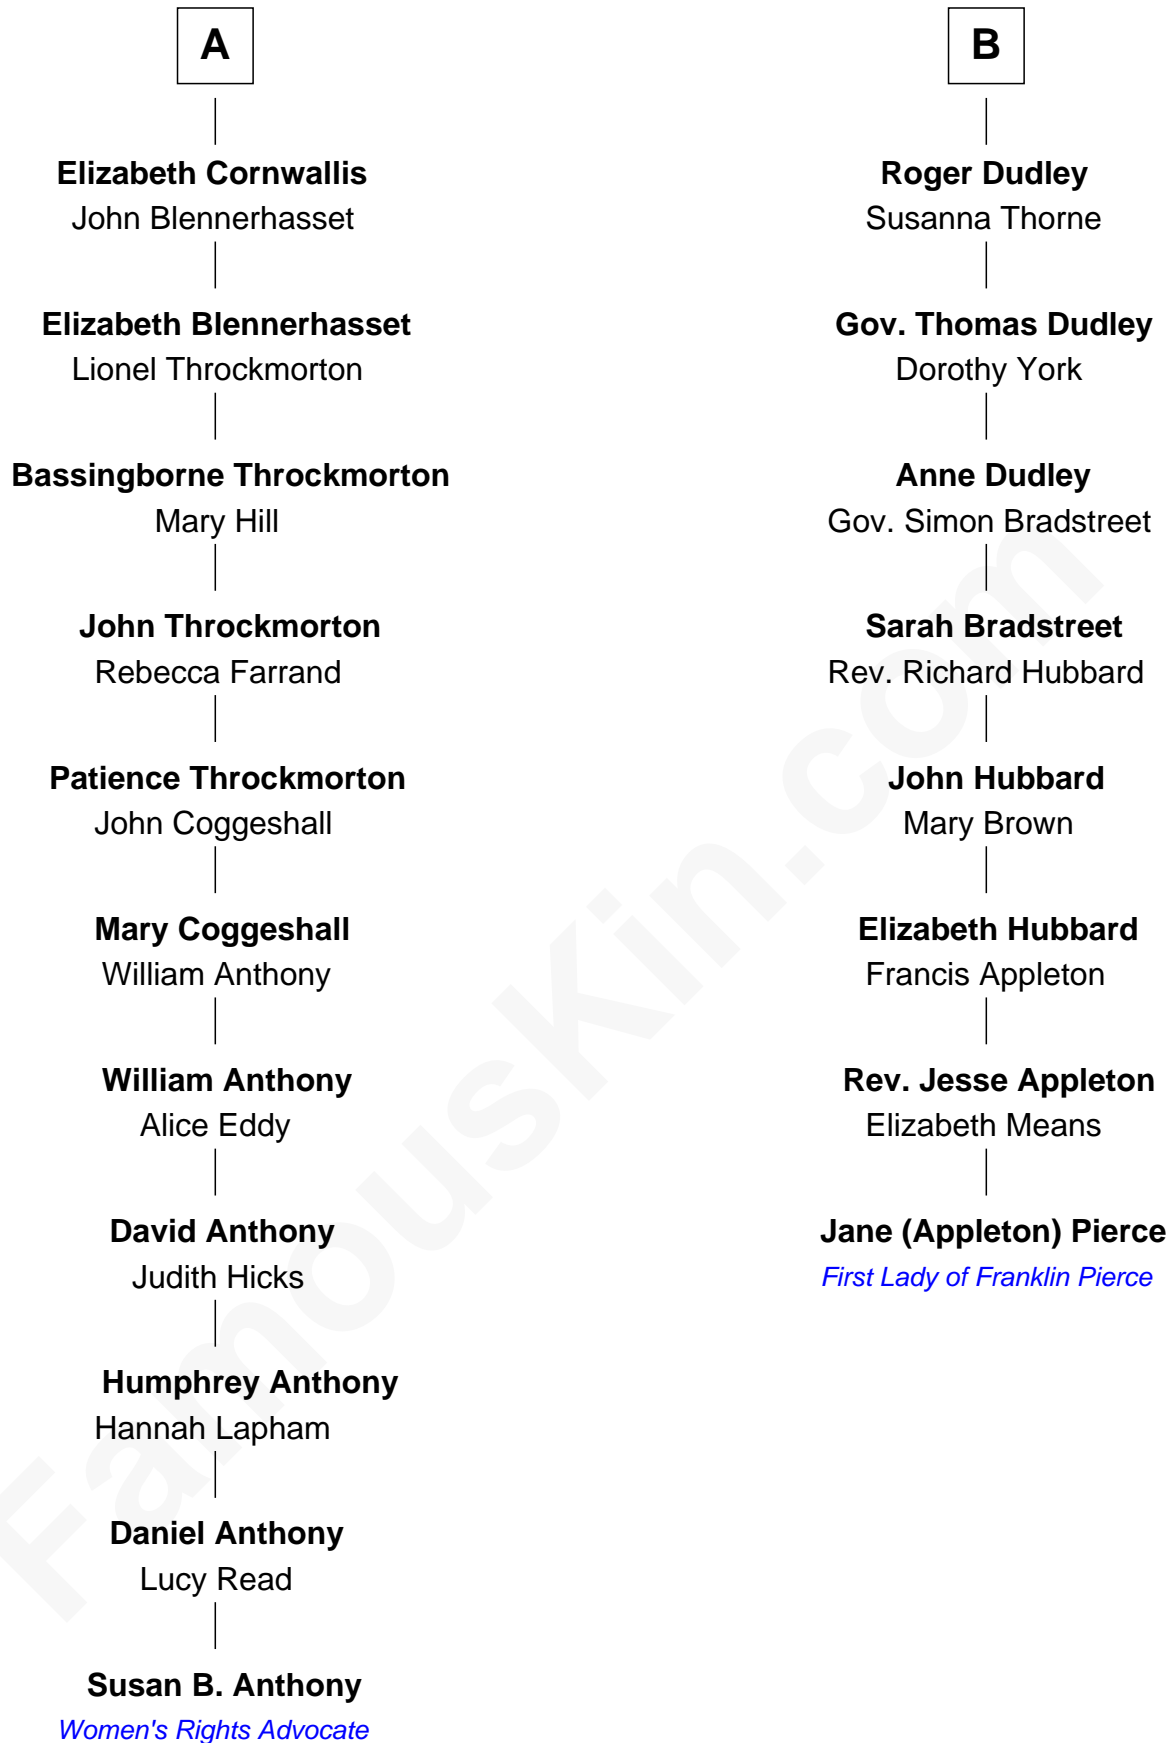 A
Elizabeth Cornwallis
John Blennerhasset
Elizabeth Blennerhasset
Lionel Throckmorton
Bassingborne Throckmorton
Mary Hill
John Throckmorton
Rebecca Farrand
Patience Throckmorton
John Coggeshall
Mary Coggeshall
William Anthony
William Anthony
Alice Eddy
David Anthony
Judith Hicks
Humphrey Anthony
Hannah Lapham
Daniel Anthony
Lucy Read
Susan B. Anthony
Women's Rights Advocate
B
Roger Dudley
Susanna Thorne
Gov. Thomas Dudley
Dorothy York
Anne Dudley
Gov. Simon Bradstreet
Sarah Bradstreet
Rev. Richard Hubbard
John Hubbard
Mary Brown
Elizabeth Hubbard
Francis Appleton
Rev. Jesse Appleton
Elizabeth Means
Jane (Appleton) Pierce
First Lady of Franklin Pierce
FamousKin.com